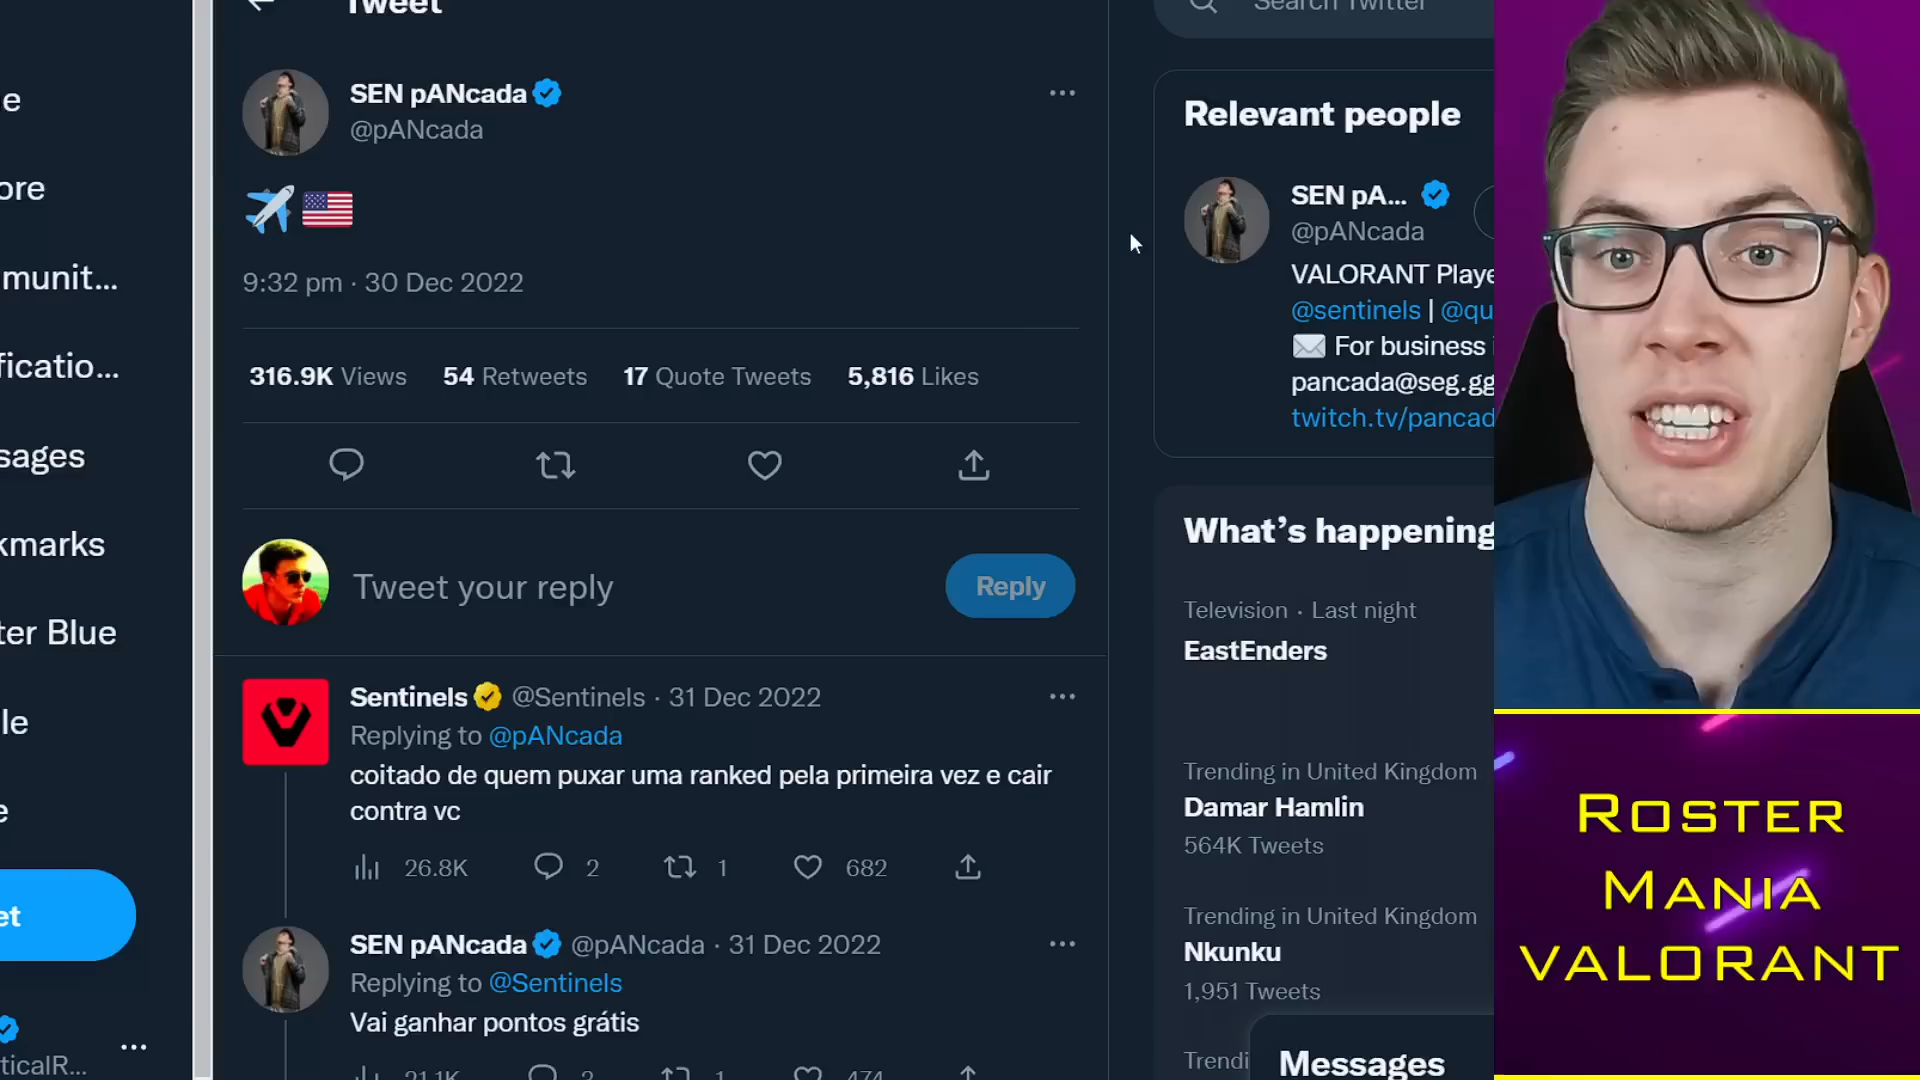 Tweet
Search Twitter
e
ore
munit...
ficatio...
sages
kmarks
ter Blue
le
e
et
ticalR...
SEN pANcada
@pANcada
9:32 pm · 30 Dec 2022
316.9K Views 54 Retweets 17 Quote Tweets 5,816 Likes
Tweet your reply
Reply
Sentinels @Sentinels · 31 Dec 2022
Replying to @pANcada
coitado de quem puxar uma ranked pela primeira vez e cair
contra vc
26.8K 2 1 682
SEN pANcada @pANcada · 31 Dec 2022
Replying to @Sentinels
Vai ganhar pontos grátis
21.1K 2 1 474
Relevant people
SEN pA...
@pANcada
VALORANT Playe
@sentinels | @qu
For business i
pancada@seg.gg
twitch.tv/pancad
What's happening
Television · Last night
EastEnders
Trending in United Kingdom
Damar Hamlin
564K Tweets
Trending in United Kingdom
Nkunku
1,951 Tweets
Trendi
Messages
ROSTER
MANIA
VALORANT